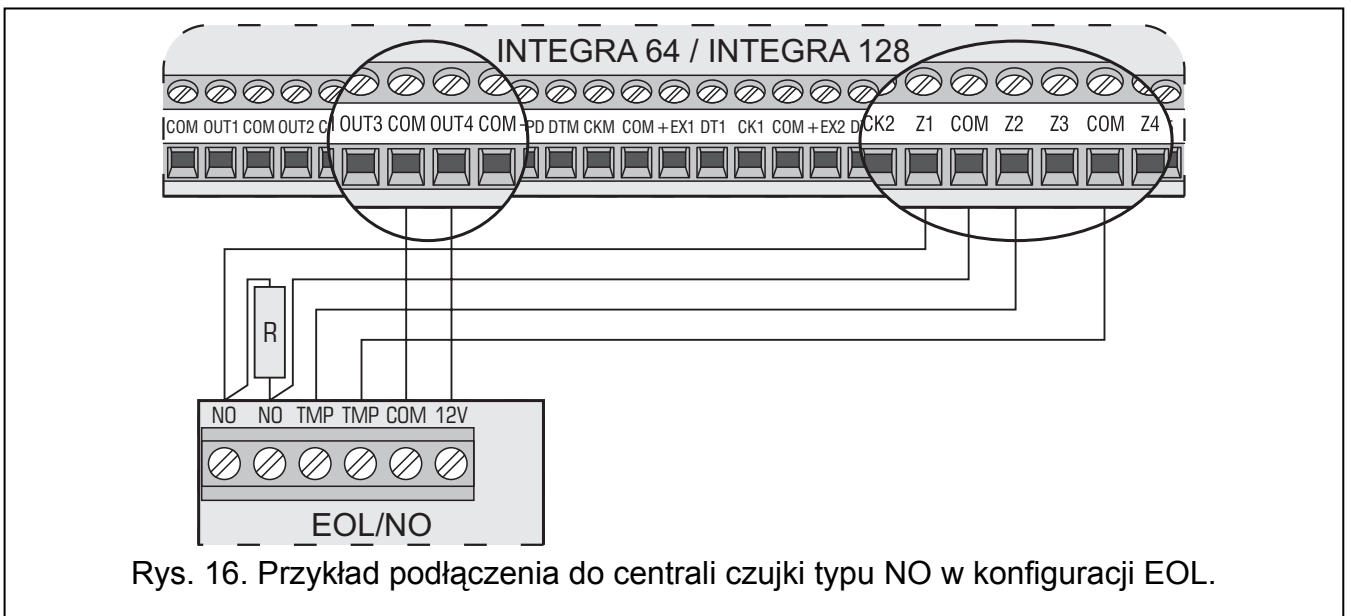 INTEGRA 64 / INTEGRA 128
COM OUT1 COM OUT2 OUT3 COM OUT4 COM DTM CKM COM +EX1 DT1 CK1 COM +EX2 CK2 Z1 COM Z2 Z3 COM Z4
R
NO NO TMP TMP COM 12V
EOL/NO
Rys. 16. Przykład podłączenia do centrali czujki typu NO w konfiguracji EOL.